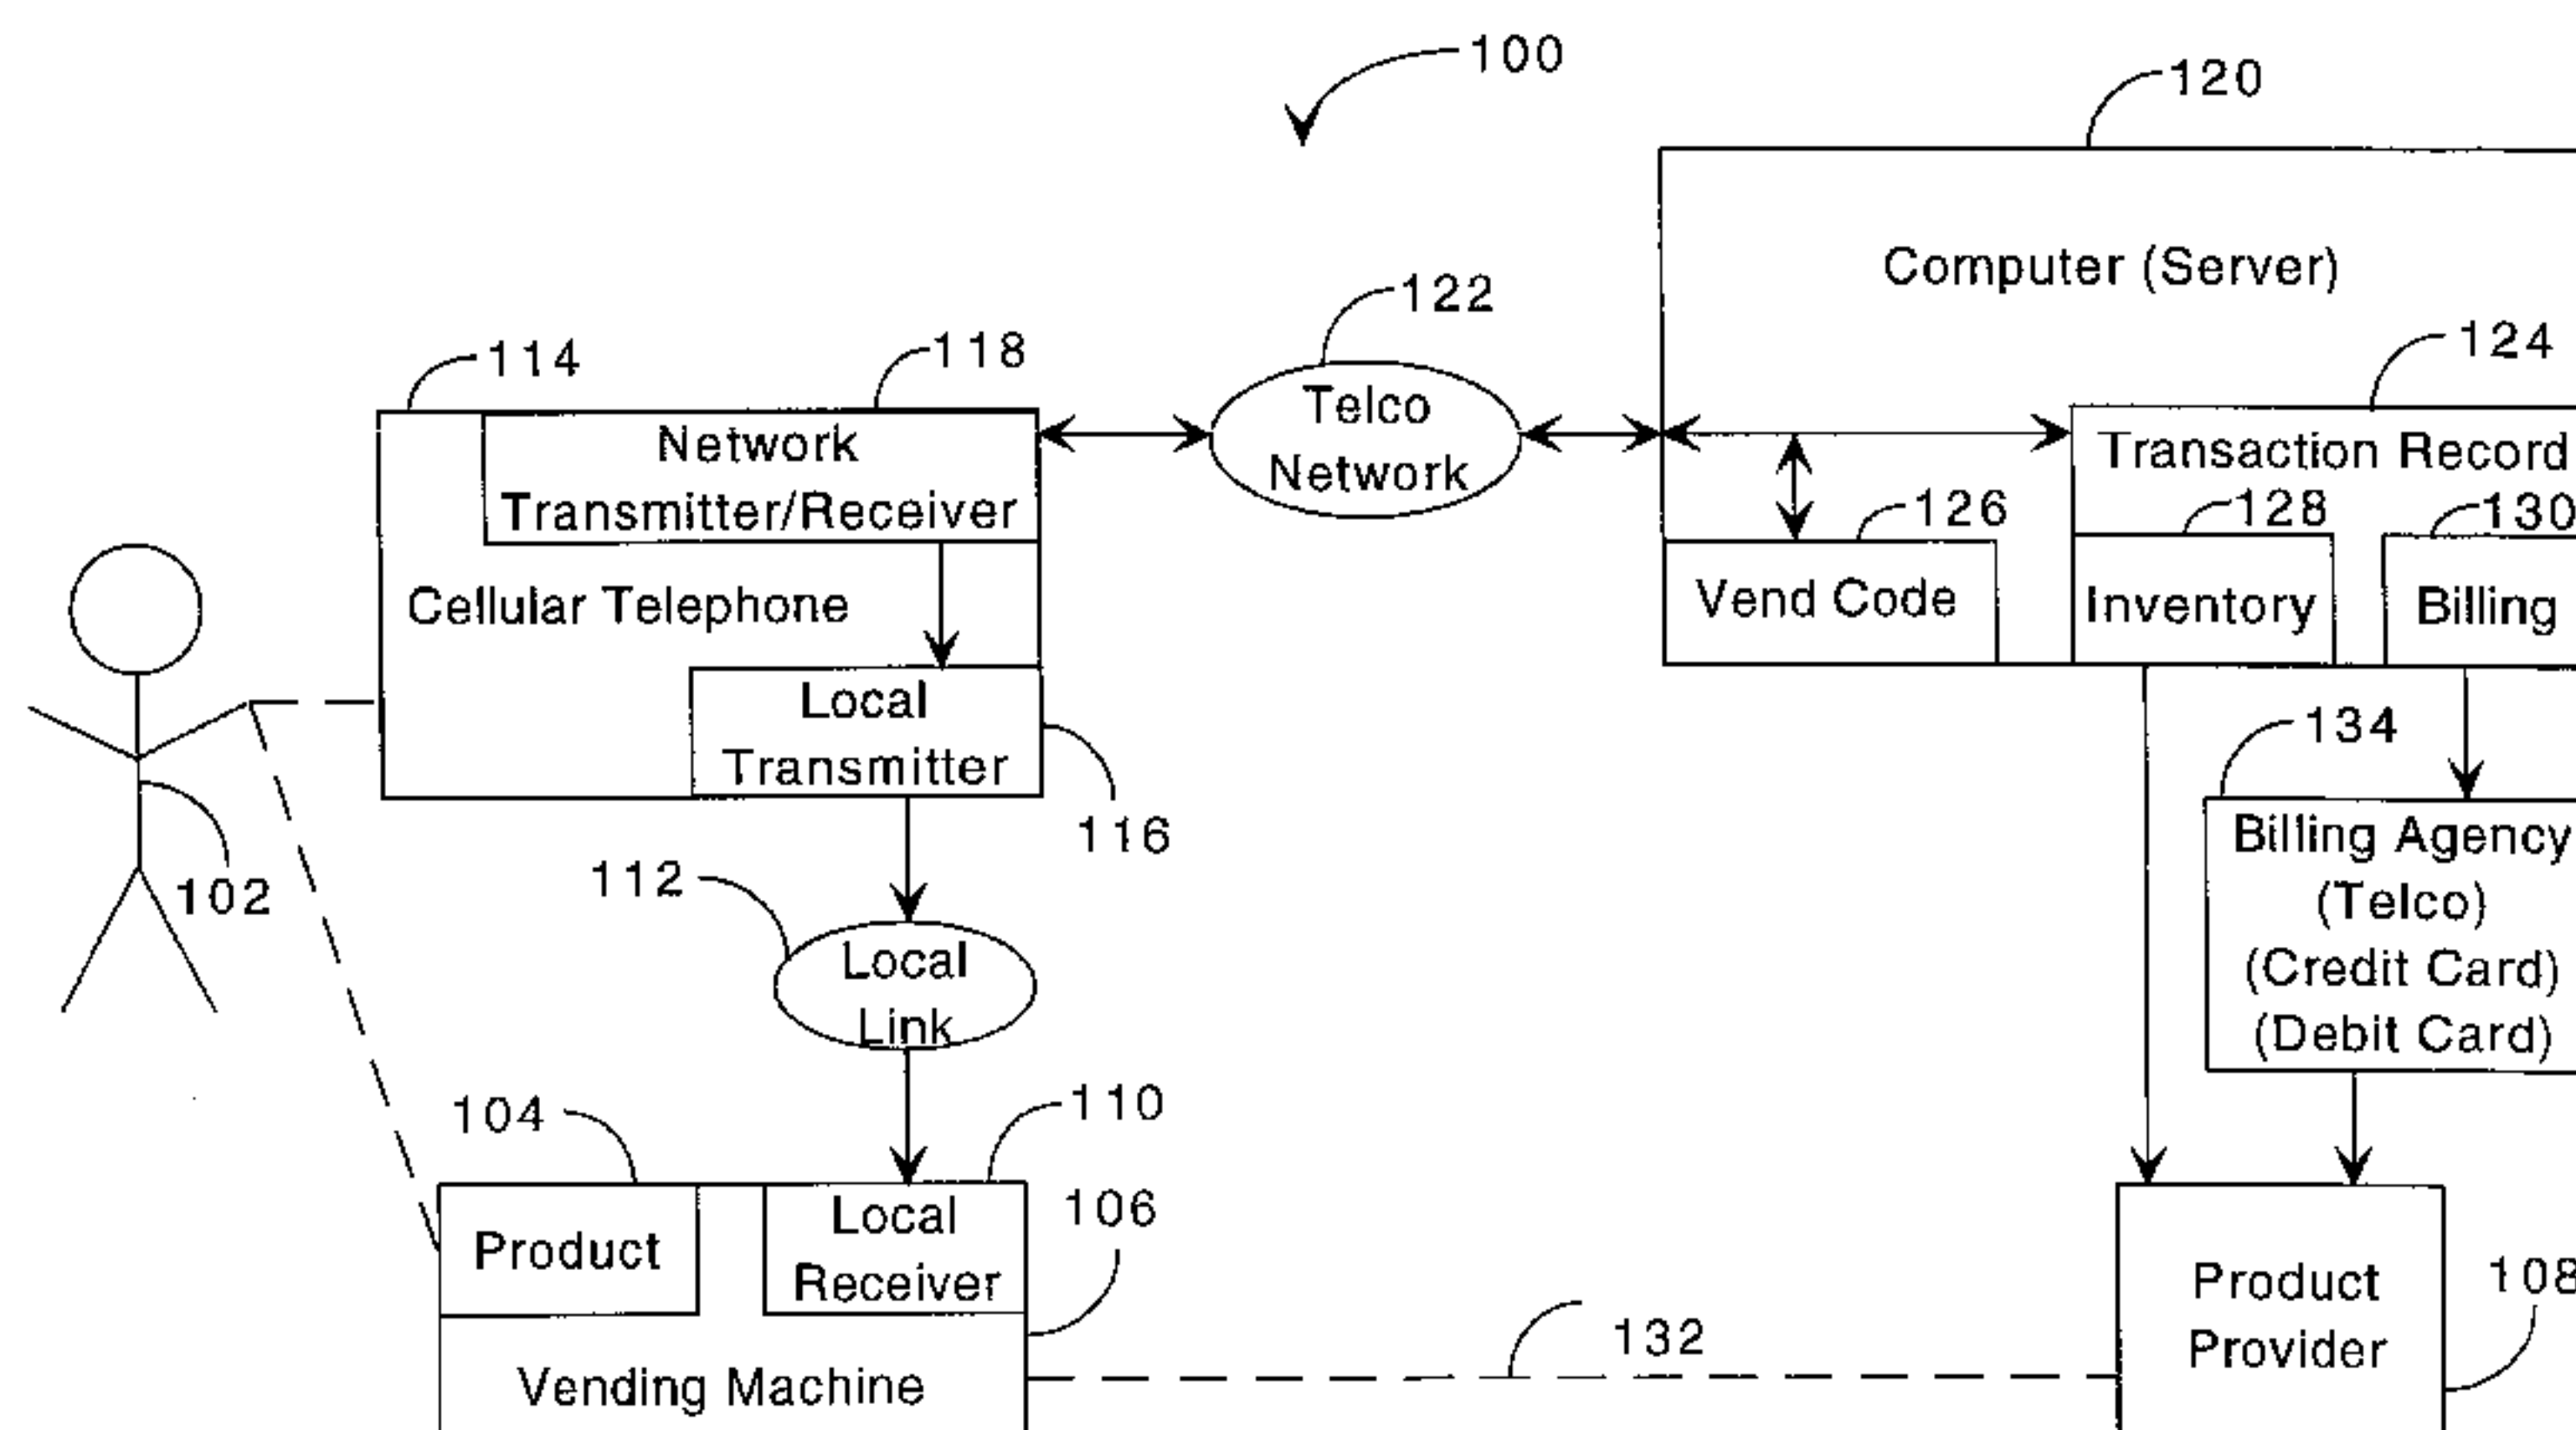 100
120
Computer (Server)
122
124
114
118
Telco
Network
Network
Transmitter/Receiver
Transaction Record
126
128
130
Cellular Telephone
Vend Code
Inventory
Billing
Local
Transmitter
116
134
102
112
Billing Agency
(Telco)
(Credit Card)
(Debit Card)
Local
Link
104
110
106
Product
Local
Receiver
Product
Provider
108
132
Vending Machine